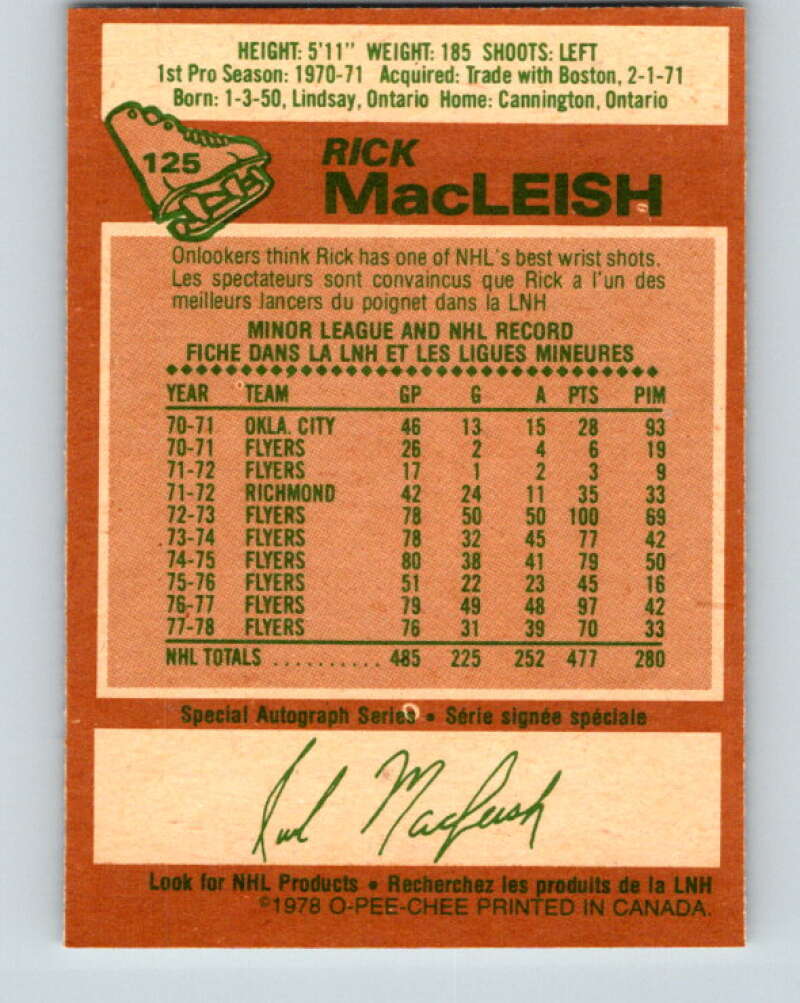 HEIGHT: 5'11" WEIGHT: 185 SHOOTS: LEFT
1st Pro Season: 1970-71 Acquired: Trade with Boston, 2-1-71
Born: 1-3-50, Lindsay, Ontario Home: Cannington, Ontario
125
RICK
MacLEISH
Onlookers think Rick has one of NHL's best wrist shots.
Les spectateurs sont convaincus que Rick a l'un des
meilleurs lancers du poignet dans la LNH
MINOR LEAGUE AND NHL RECORD
FICHE DANS LA LNH ET LES LIGUES MINEURES
YEAR TEAM GP G A PTS PIM
70-71 OKLA. CITY 46 13 15 28 93
70-71 FLYERS 26 2 4 6 19
71-72 FLYERS 17 1 2 3 9
71-72 RICHMOND 42 24 11 35 33
72-73 FLYERS 78 50 50 100 69
73-74 FLYERS 78 32 45 77 42
74-75 FLYERS 80 38 41 79 50
75-76 FLYERS 51 22 23 45 16
76-77 FLYERS 79 49 48 97 42
77-78 FLYERS 76 31 39 70 33
NHL TOTALS .......... 485 225 252 477 280
Special Autograph Series • Série signée spéciale
Rick MacLeish
Look for NHL Products • Recherchez les produits de la LNH
©1978 O-PEE-CHEE PRINTED IN CANADA.